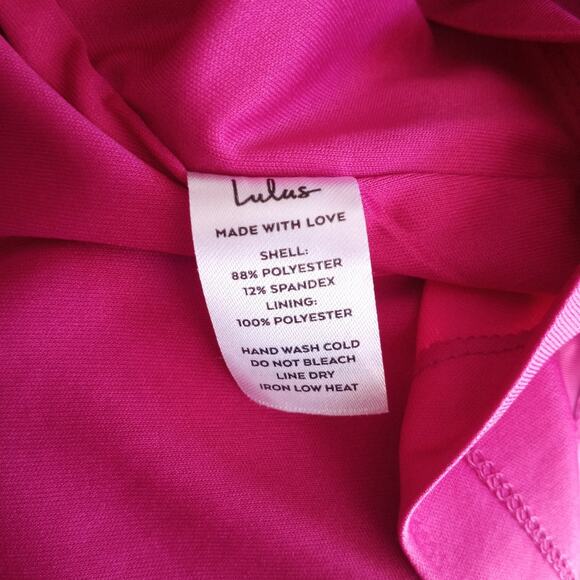 Lulus
MADE WITH LOVE
SHELL:
88% POLYESTER
12% SPANDEX
LINING:
100% POLYESTER
HAND WASH COLD
DO NOT BLEACH
LINE DRY
IRON LOW HEAT